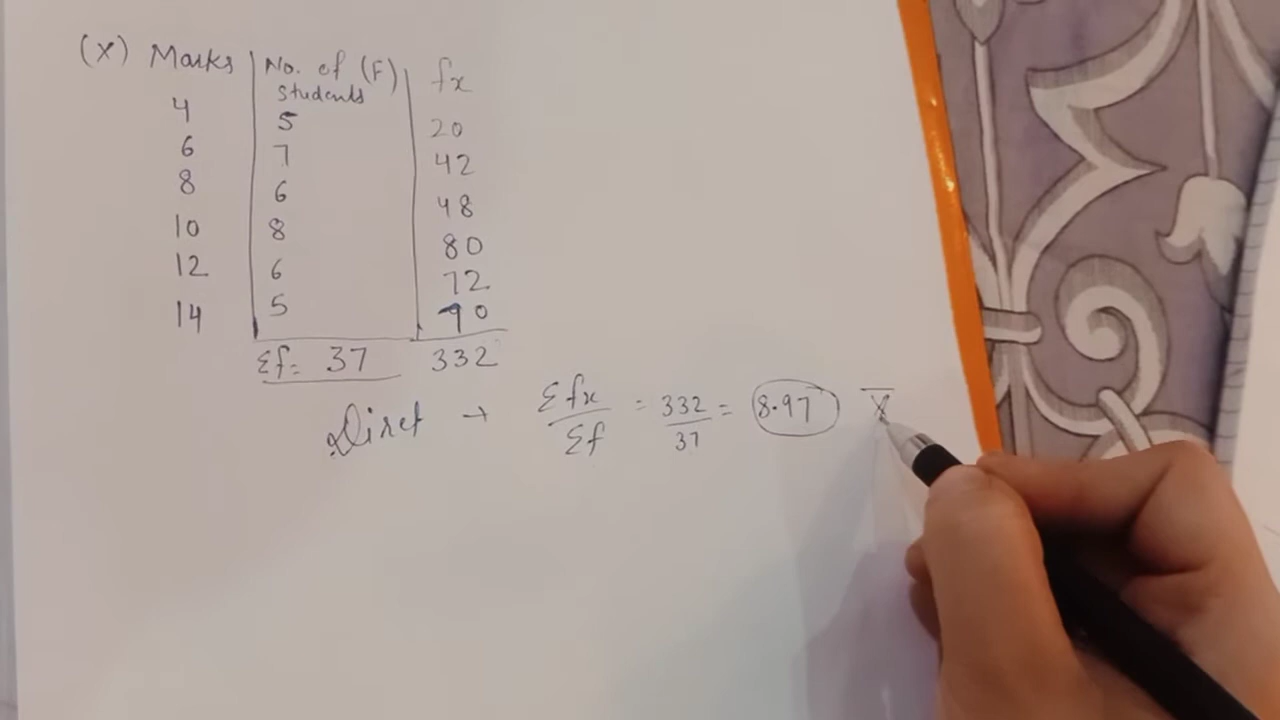 (X) Marks No. of (F) fx
students
4 5 20
6 7 42
8 6 48
10 8 80
12 6 72
14 5 90
Σf= 37 332
Diret → Σfx/Σf = 332/37 = 8.97 X̅